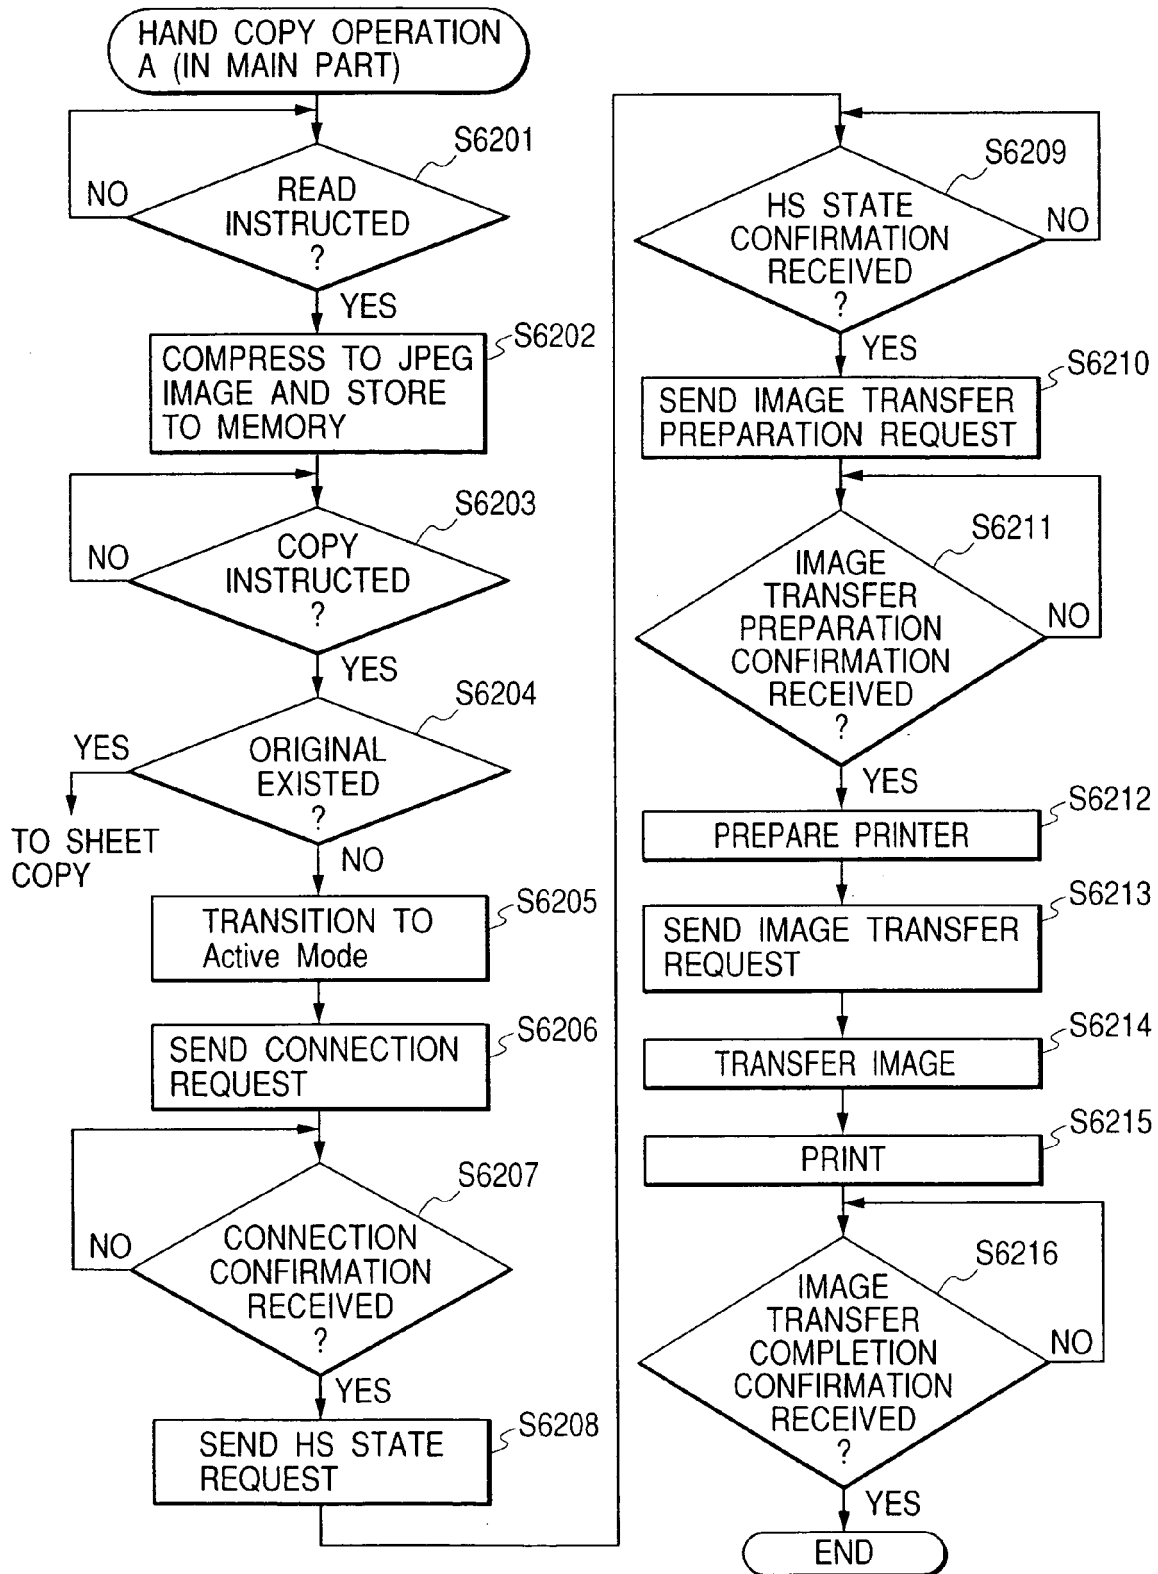 HAND COPY OPERATION
A (IN MAIN PART)
S6201
READ
INSTRUCTED
?
NO
YES
S6202
COMPRESS TO JPEG
IMAGE AND STORE
TO MEMORY
S6203
COPY
INSTRUCTED
?
NO
YES
S6204
ORIGINAL
EXISTED
?
YES
TO SHEET
COPY
NO
S6205
TRANSITION TO
Active Mode
S6206
SEND CONNECTION
REQUEST
S6207
CONNECTION
CONFIRMATION
RECEIVED
?
NO
YES
S6208
SEND HS STATE
REQUEST
S6209
HS STATE
CONFIRMATION
RECEIVED
?
NO
YES
S6210
SEND IMAGE TRANSFER
PREPARATION REQUEST
S6211
IMAGE
TRANSFER
PREPARATION
CONFIRMATION
RECEIVED
?
NO
YES
S6212
PREPARE PRINTER
S6213
SEND IMAGE TRANSFER
REQUEST
S6214
TRANSFER IMAGE
S6215
PRINT
S6216
IMAGE
TRANSFER
COMPLETION
CONFIRMATION
RECEIVED
?
NO
YES
END